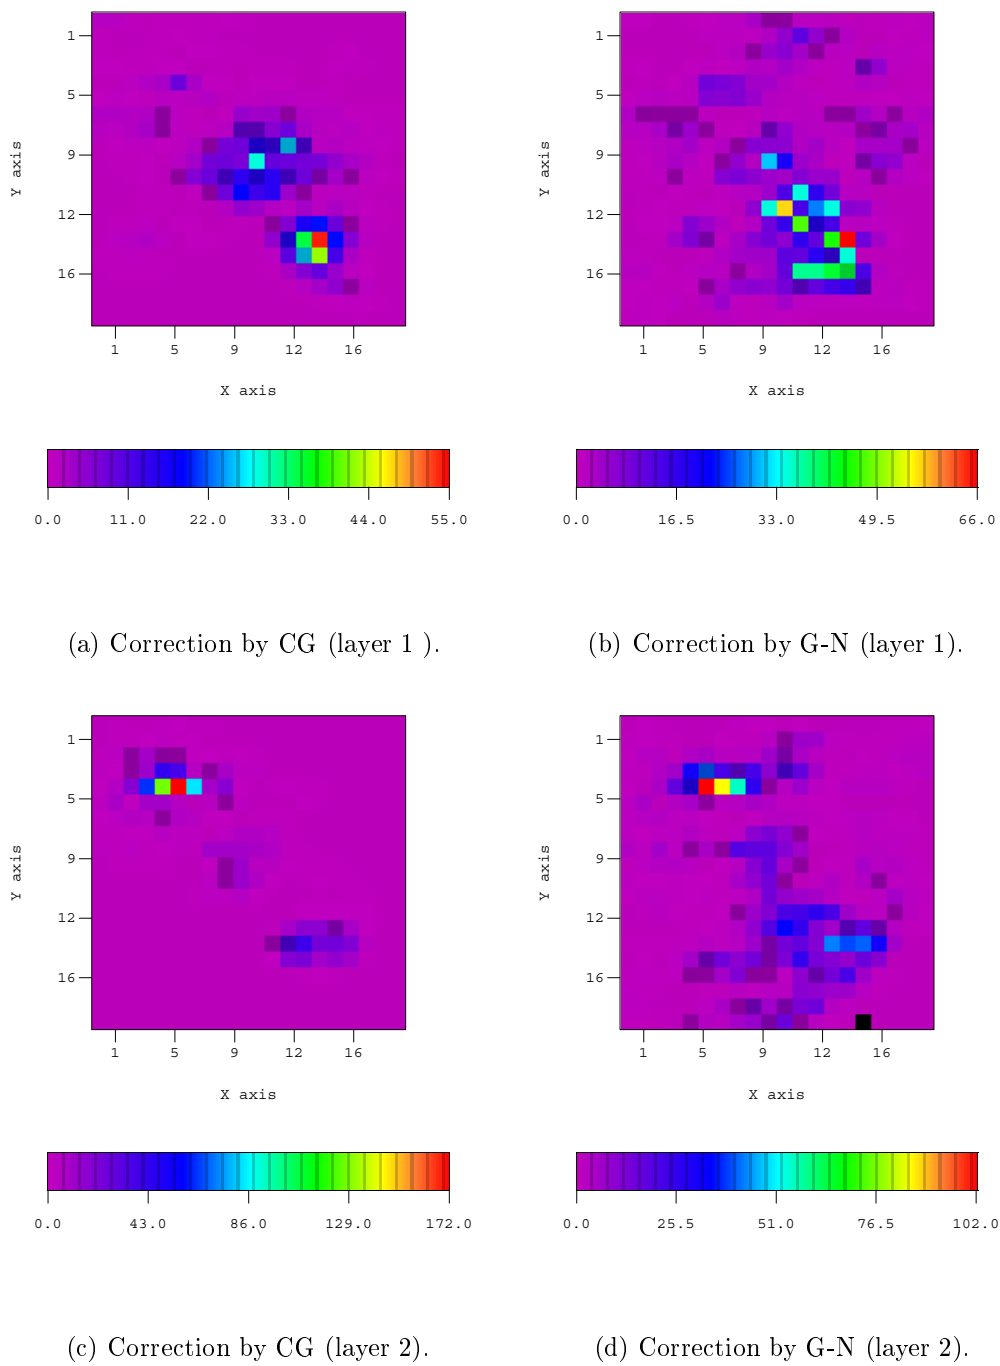 1
5
9
12
16
Y axis
1 5 9 12 16
X axis
0.0 11.0 22.0 33.0 44.0 55.0
(a) Correction by CG (layer 1 ).
1
5
9
12
16
Y axis
1 5 9 12 16
X axis
0.0 16.5 33.0 49.5 66.0
(b) Correction by G-N (layer 1).
1
5
9
12
16
Y axis
1 5 9 12 16
X axis
0.0 43.0 86.0 129.0 172.0
(c) Correction by CG (layer 2).
1
5
9
12
16
Y axis
1 5 9 12 16
X axis
0.0 25.5 51.0 76.5 102.0
(d) Correction by G-N (layer 2).